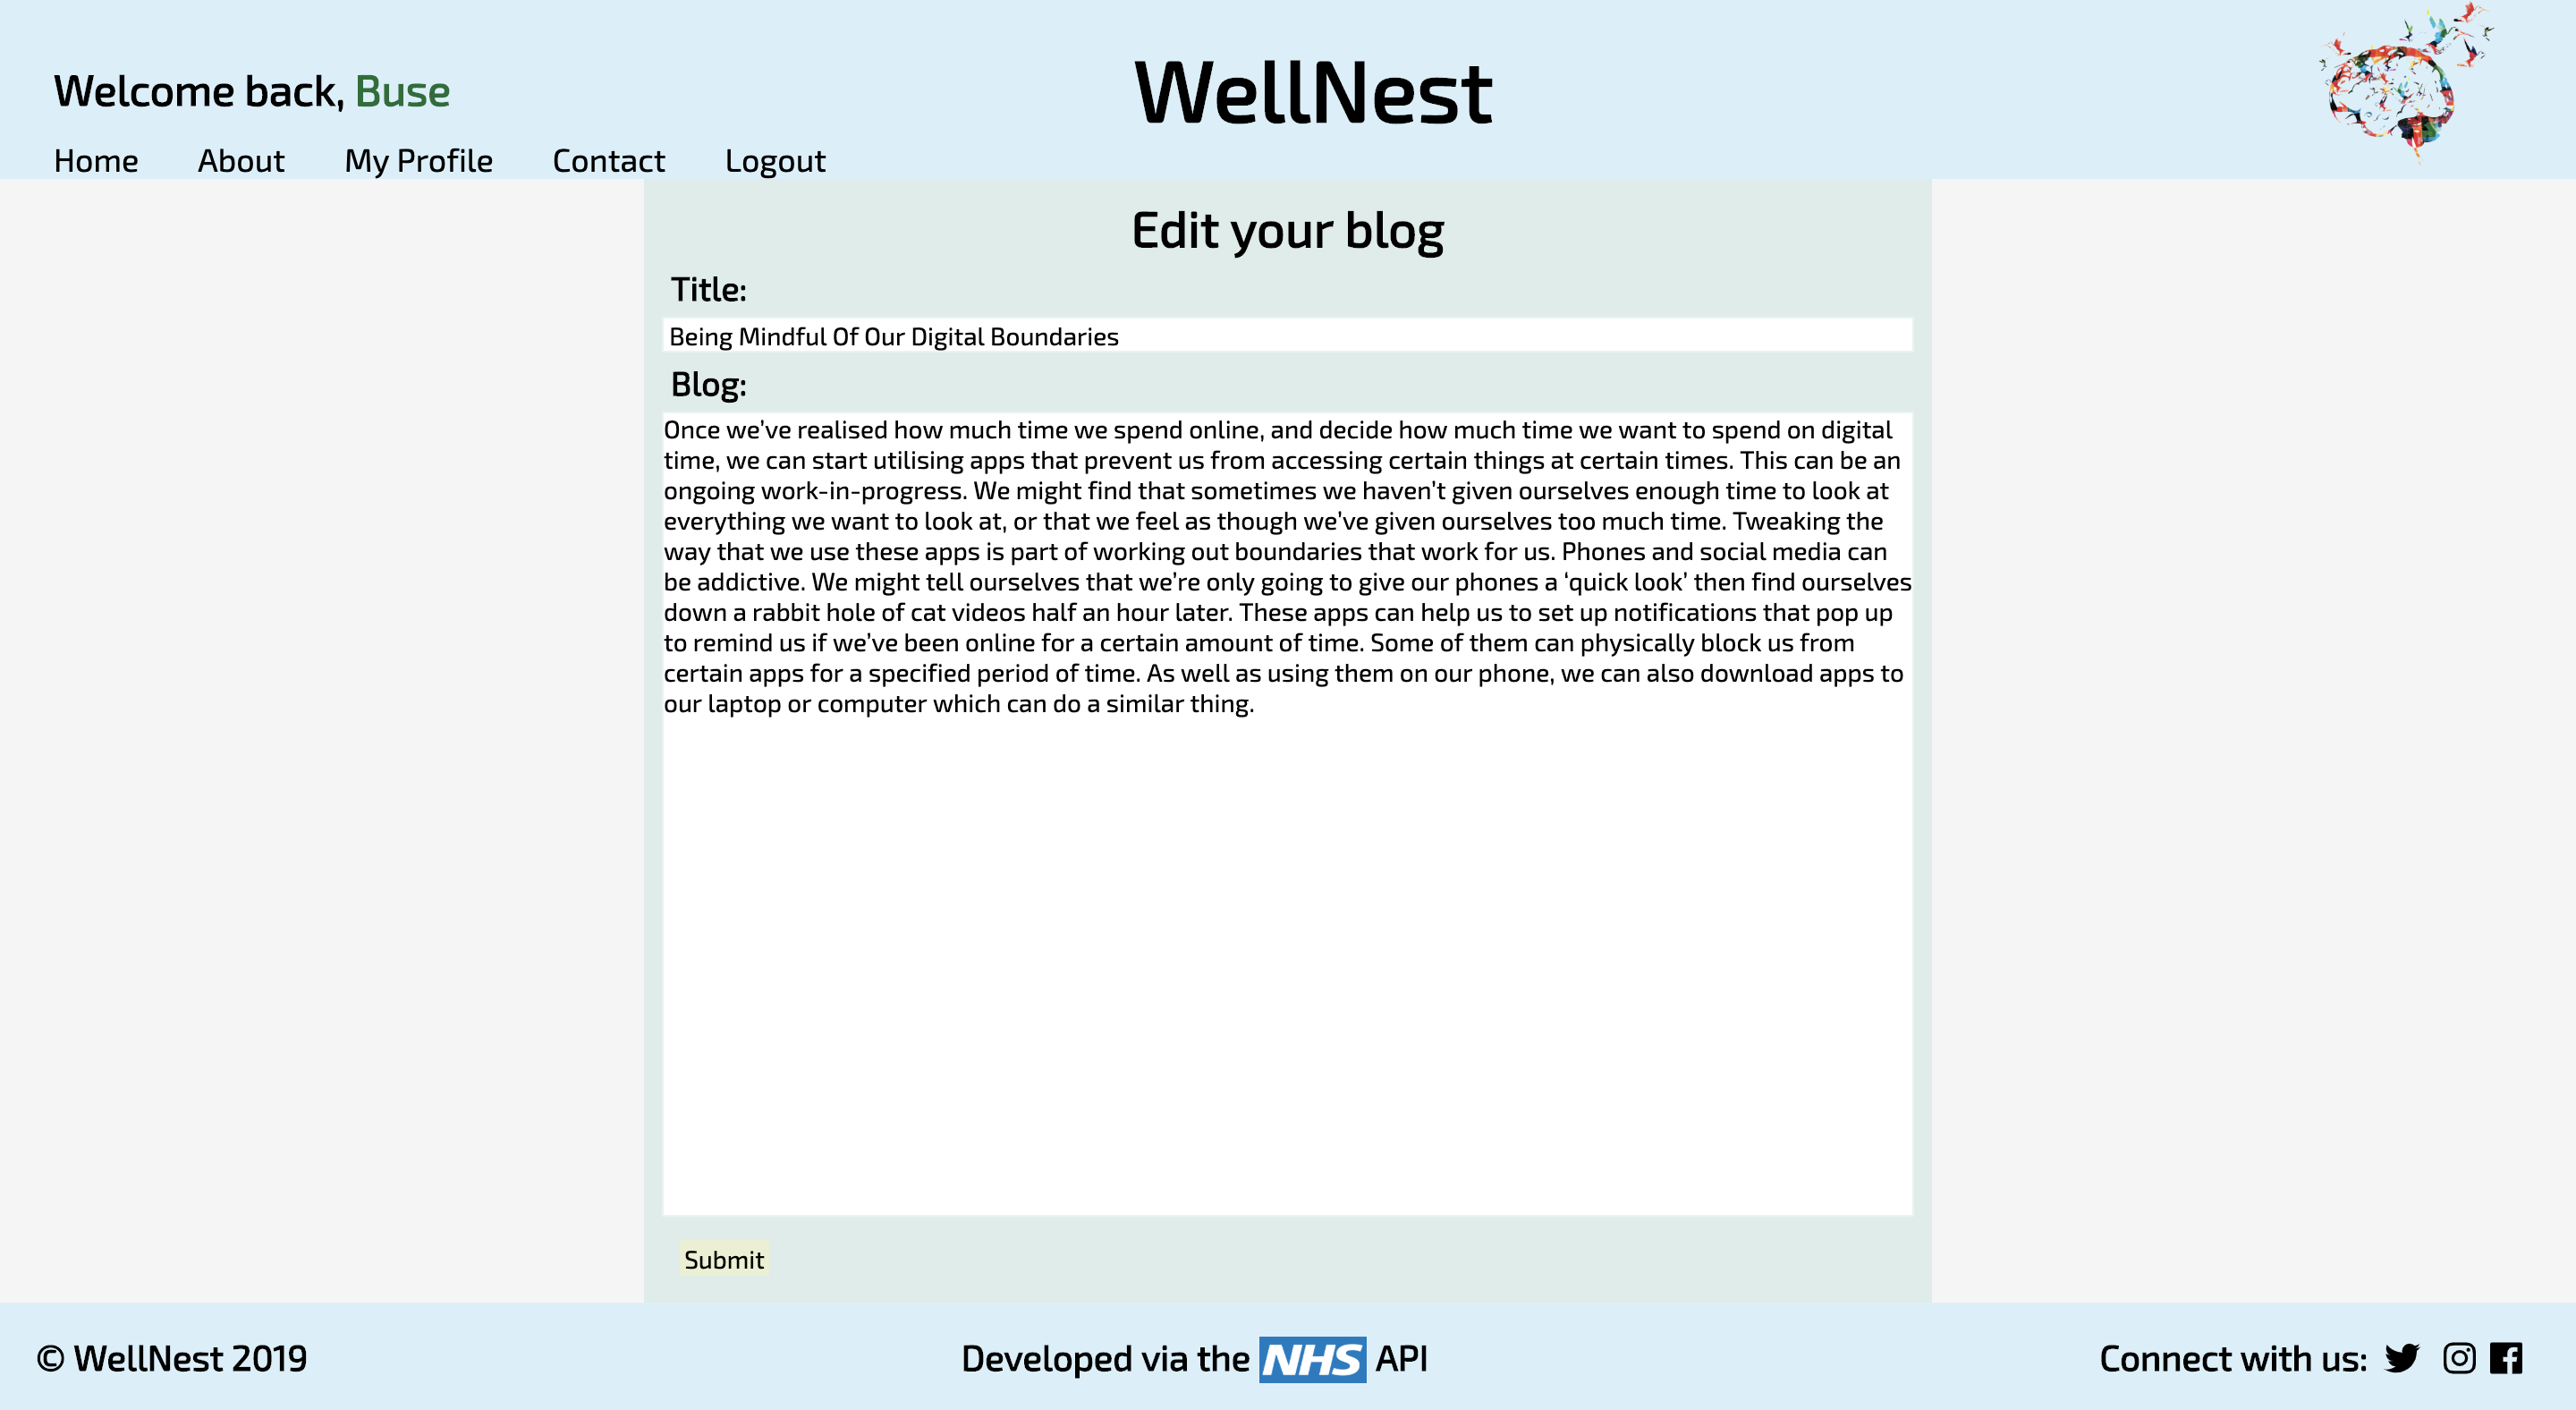 Welcome back, Buse
WellNest
Home About My Profile Contact Logout
Edit your blog
Title:
Being Mindful Of Our Digital Boundaries
Blog:
Once we’ve realised how much time we spend online, and decide how much time we want to spend on digital
time, we can start utilising apps that prevent us from accessing certain things at certain times. This can be an
ongoing work-in-progress. We might find that sometimes we haven’t given ourselves enough time to look at
everything we want to look at, or that we feel as though we’ve given ourselves too much time. Tweaking the
way that we use these apps is part of working out boundaries that work for us. Phones and social media can
be addictive. We might tell ourselves that we’re only going to give our phones a ‘quick look’ then find ourselves
down a rabbit hole of cat videos half an hour later. These apps can help us to set up notifications that pop up
to remind us if we’ve been online for a certain amount of time. Some of them can physically block us from
certain apps for a specified period of time. As well as using them on our phone, we can also download apps to
our laptop or computer which can do a similar thing.
Submit
© WellNest 2019
Developed via the NHS API
Connect with us: